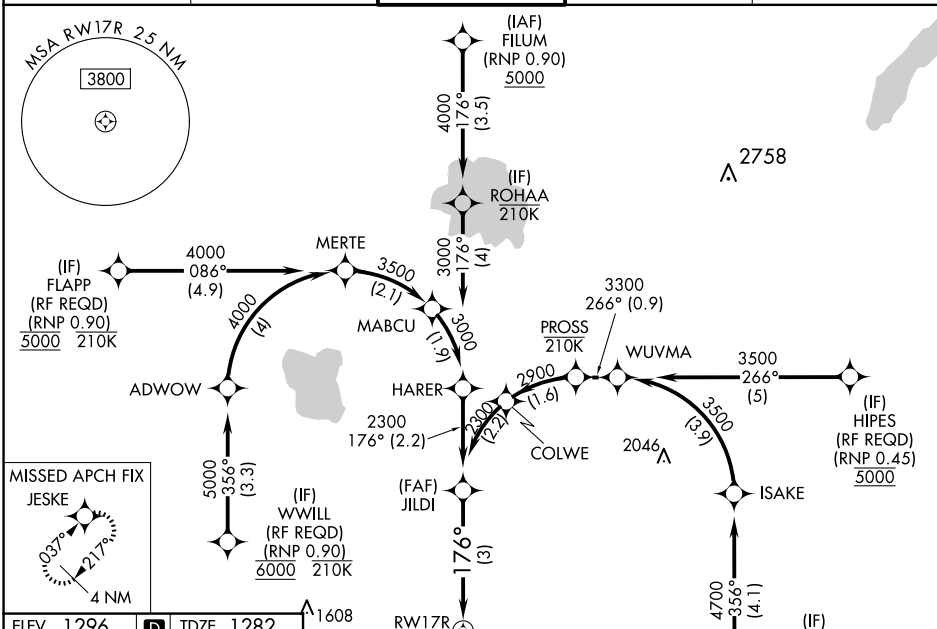 MSA RW17R 25 NM
3800
(IAF)
FILUM
(RNP 0.90)
5000
4000
176°
(3.5)
2758
(IF)
ROHAA
210K
3000
176°
(4)
MERTE
4000
086°
(4.9)
(IF)
FLAPP
(RF REQD)
(RNP 0.90)
5000 210K
3500
(2.1)
4000
(4)
MABCU
3000
(1.9)
3300
266° (0.9)
PROSS
210K
WUVMA
3500
266°
(5)
ADWOW
HARER
2900
(1.6)
(IF)
HIPES
(RF REQD)
(RNP 0.45)
5000
2300
176° (2.2)
2300
(2.2)
COLWE
3500
(3.9)
2046
MISSED APCH FIX
JESKE
037°
217°
4 NM
5000
356°
(3.3)
(IF)
WWILL
(RF REQD)
(RNP 0.90)
6000 210K
(FAF)
JILDI
ISAKE
176°
(3)
4700
356°
(4.1)
1608
RW17R
(IF)
ELEV 1296 D TDZE 1282